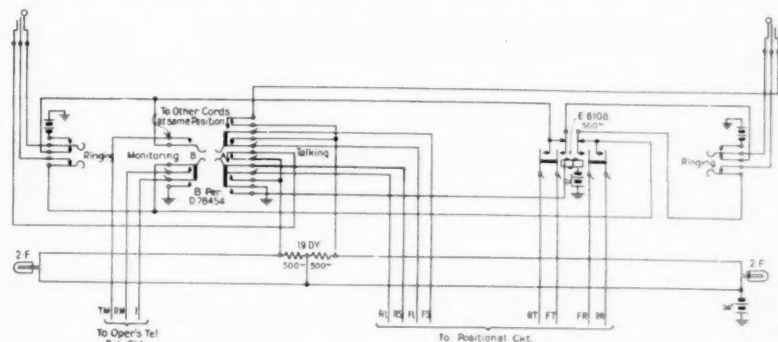 To Other Cords
at same Position
Ringing
Monitoring
B
Talking
B Per
D 78454
E 6108
500 ~
Ringing
2 F
19 DY
500 ~
500 ~
2 F
24 V
TM
RM
T
To Oper's Tel
RL
RS
FL
FS
RT
FT
FR
RR
To Positional Ckt.